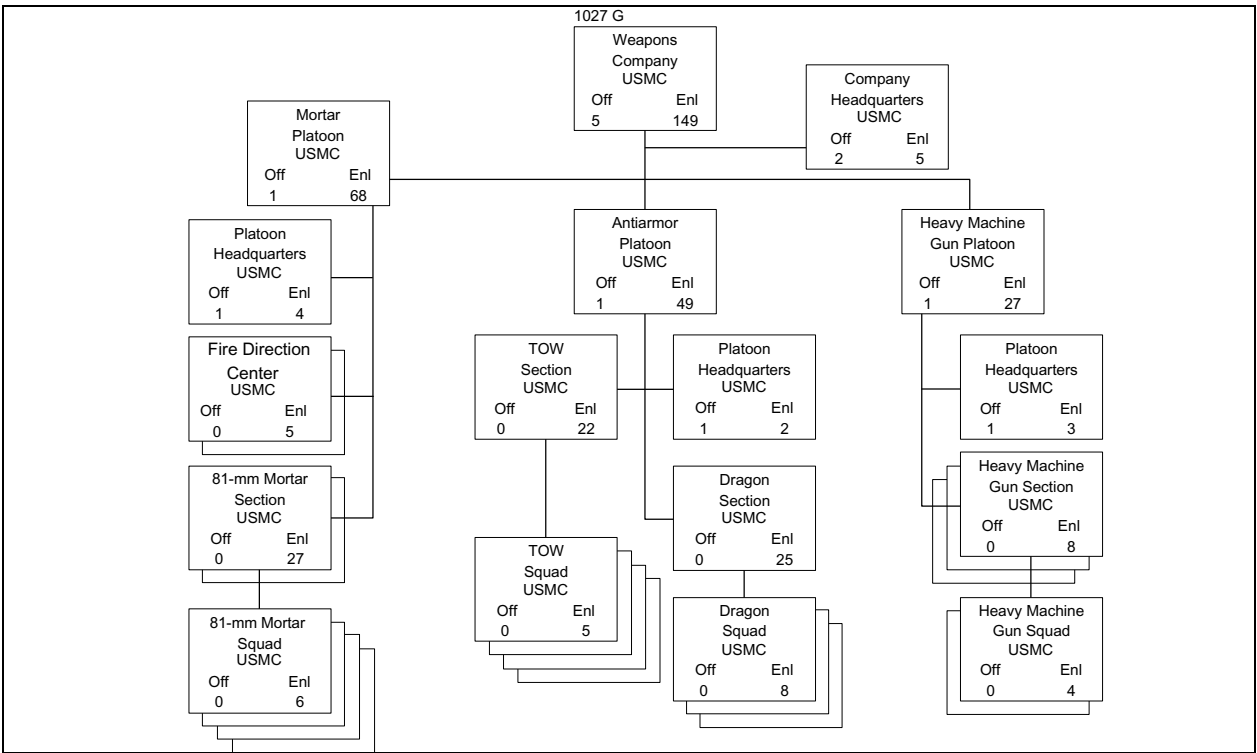 1027 G
Weapons
Company
USMC
Off Enl
5 149
Company
Headquarters
USMC
Off Enl
2 5
Mortar
Platoon
USMC
Off Enl
1 68
Platoon
Headquarters
USMC
Off Enl
1 4
Fire Direction
Center
USMC
Off Enl
0 5
81-mm Mortar
Section
USMC
Off Enl
0 27
81-mm Mortar
Squad
USMC
Off Enl
0 6
Antiarmor
Platoon
USMC
Off Enl
1 49
TOW
Section
USMC
Off Enl
0 22
Platoon
Headquarters
USMC
Off Enl
1 2
TOW
Squad
USMC
Off Enl
0 5
Dragon
Section
USMC
Off Enl
0 25
Dragon
Squad
USMC
Off Enl
0 8
Heavy Machine
Gun Platoon
USMC
Off Enl
1 27
Platoon
Headquarters
USMC
Off Enl
1 3
Heavy Machine
Gun Section
USMC
Off Enl
0 8
Heavy Machine
Gun Squad
USMC
Off Enl
0 4